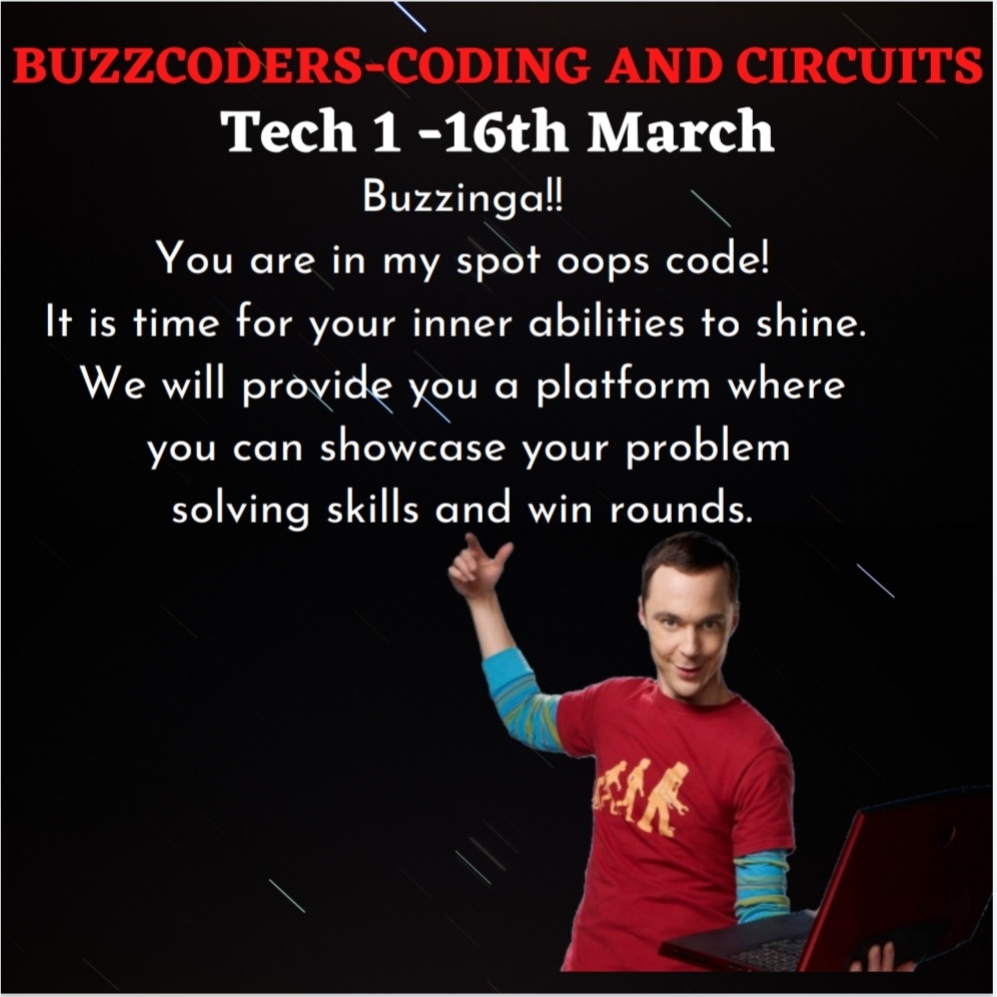 BUZZCODERS-CODING AND CIRCUITS
Tech 1 -16th March
Buzzinga!!
You are in my spot oops code!
It is time for your inner abilities to shine.
We will provide you a platform where
you can showcase your problem
solving skills and win rounds.